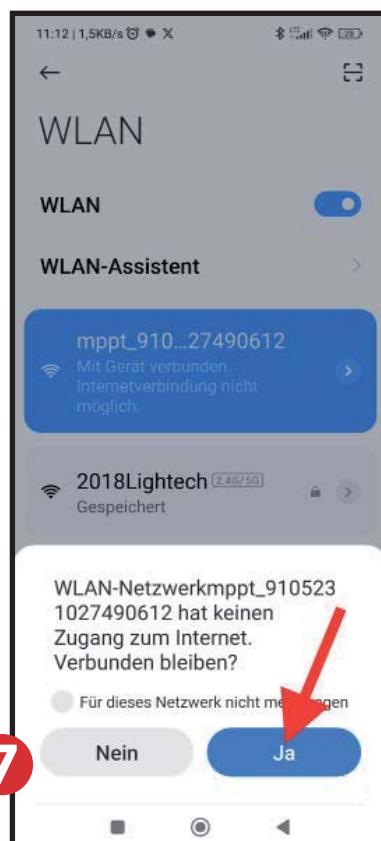 11:12 | 1,5KB/s
WLAN
WLAN
WLAN-Assistent
mppt_910...27490612
Mit Gerät verbunden.
Internetverbindung nicht
möglich.
2018Lightech 2.4G/5G
Gespeichert
WLAN-Netzwerkmppt_910523
1027490612 hat keinen
Zugang zum Internet.
Verbunden bleiben?
Für dieses Netzwerk nicht
Nein
Ja
7